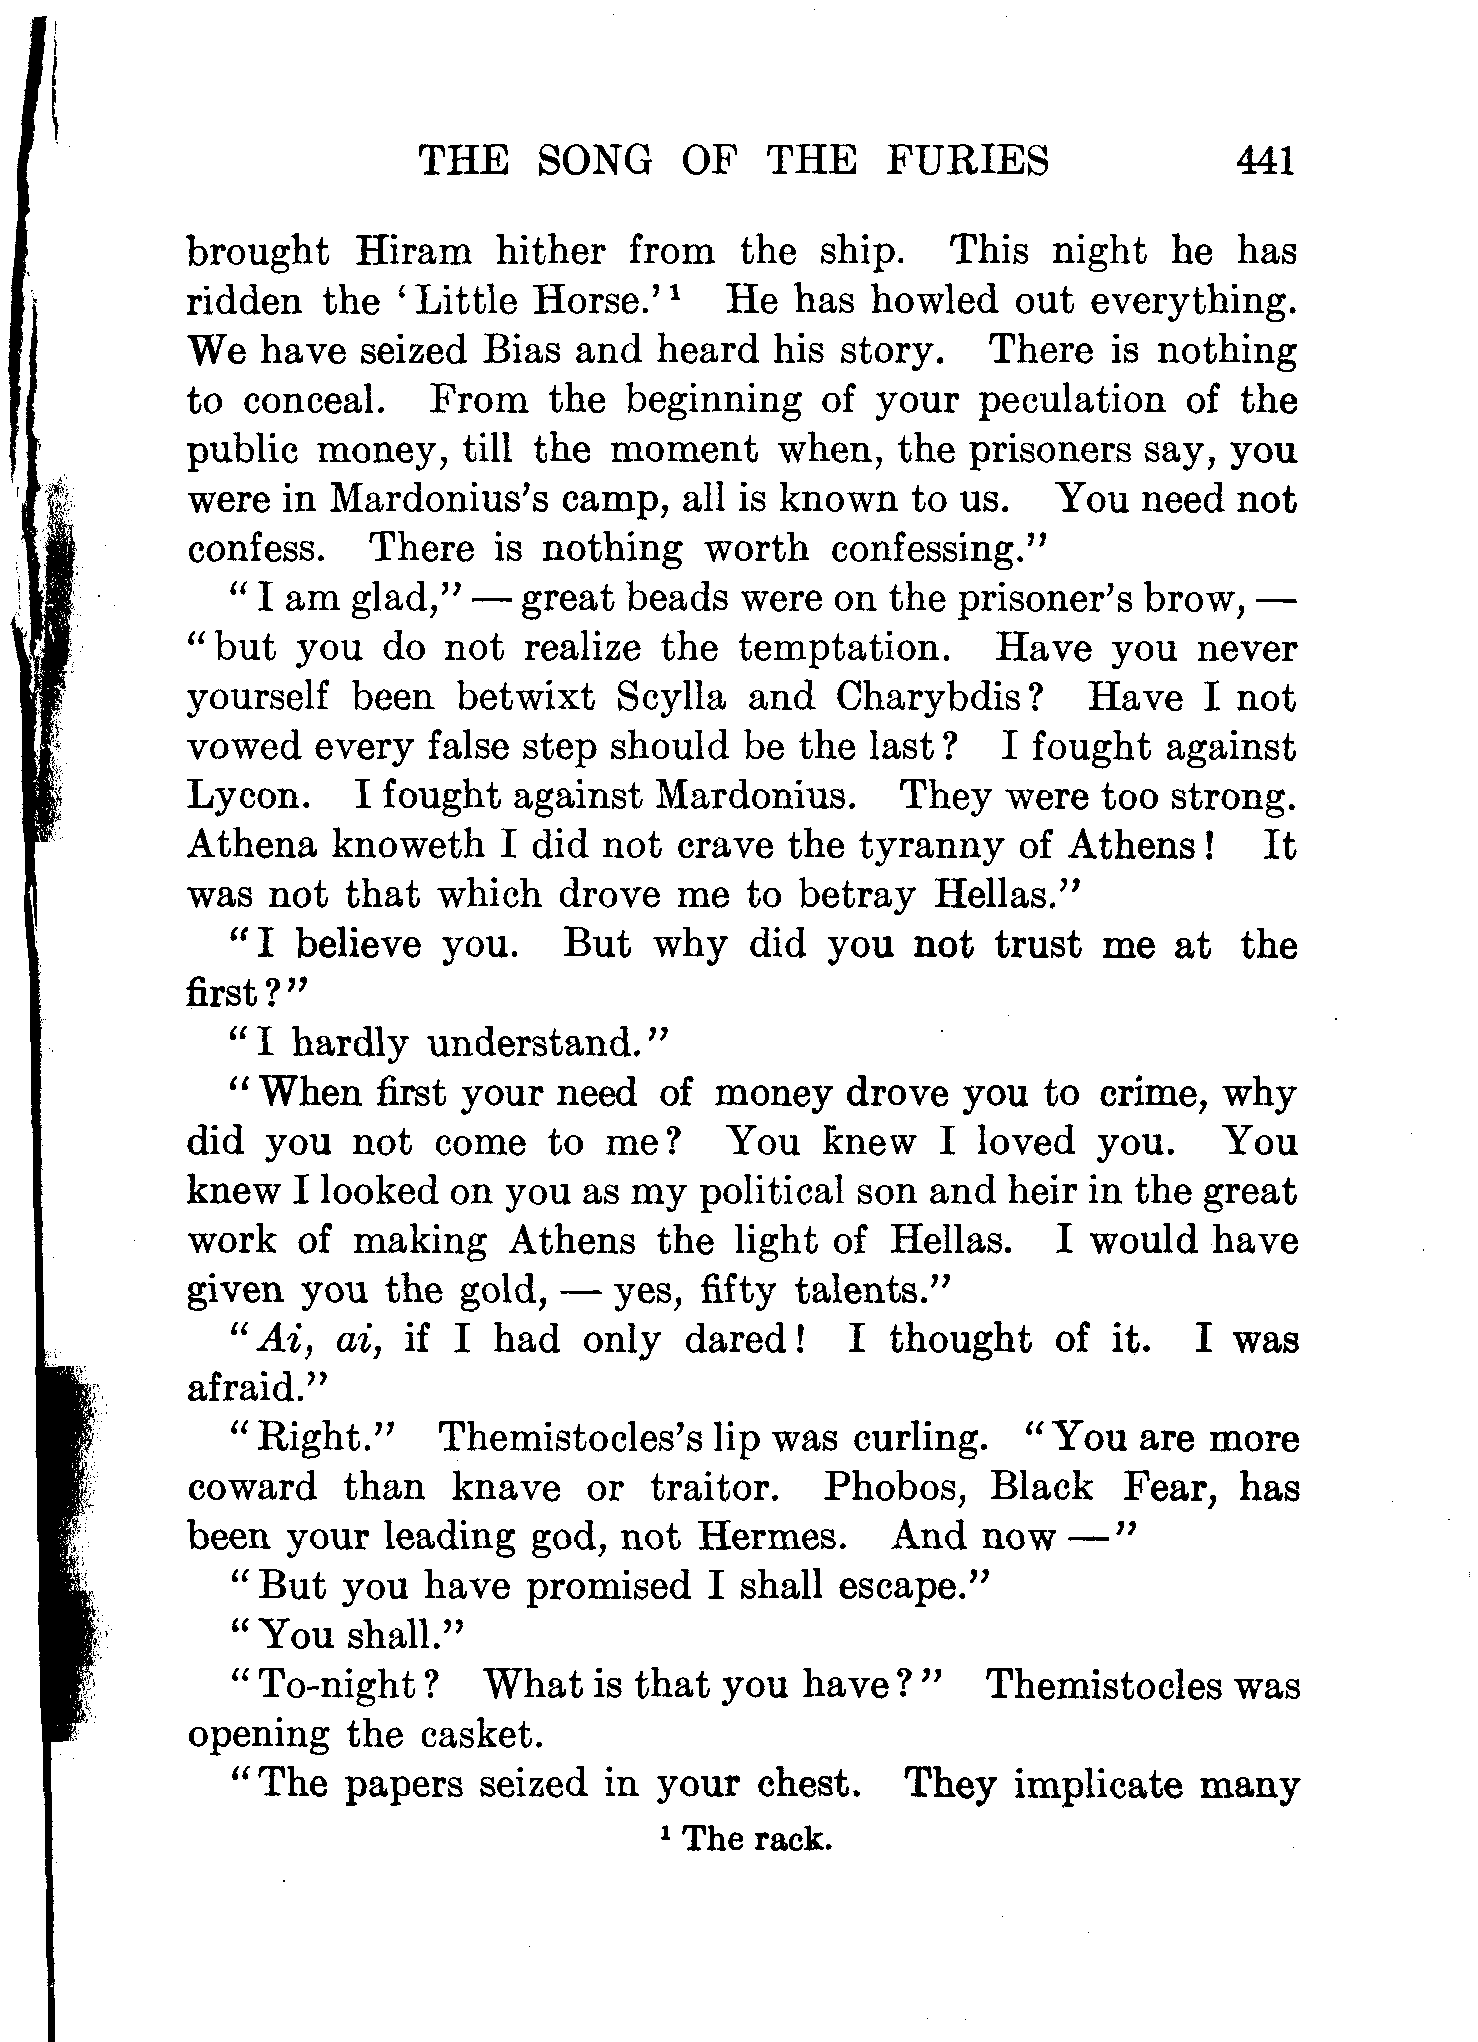 THE SONG OF THE FURIES 441
brought Hiram hither from the ship. This night he has
ridden the ‘Little Horse.’¹ He has howled out everything.
We have seized Bias and heard his story. There is nothing
to conceal. From the beginning of your peculation of the
public money, till the moment when, the prisoners say, you
were in Mardonius's camp, all is known to us. You need not
confess. There is nothing worth confessing.”
“I am glad,” — great beads were on the prisoner's brow, —
“but you do not realize the temptation. Have you never
yourself been betwixt Scylla and Charybdis? Have I not
vowed every false step should be the last? I fought against
Lycon. I fought against Mardonius. They were too strong.
Athena knoweth I did not crave the tyranny of Athens! It
was not that which drove me to betray Hellas.”
“I believe you. But why did you not trust me at the
first?”
“I hardly understand.”
“When first your need of money drove you to crime, why
did you not come to me? You knew I loved you. You
knew I looked on you as my political son and heir in the great
work of making Athens the light of Hellas. I would have
given you the gold, — yes, fifty talents.”
“Ai, ai, if I had only dared! I thought of it. I was
afraid.”
“Right.” Themistocles's lip was curling. “You are more
coward than knave or traitor. Phobos, Black Fear, has
been your leading god, not Hermes. And now —”
“But you have promised I shall escape.”
“You shall.”
“To-night? What is that you have?” Themistocles was
opening the casket.
“The papers seized in your chest. They implicate many
¹ The rack.